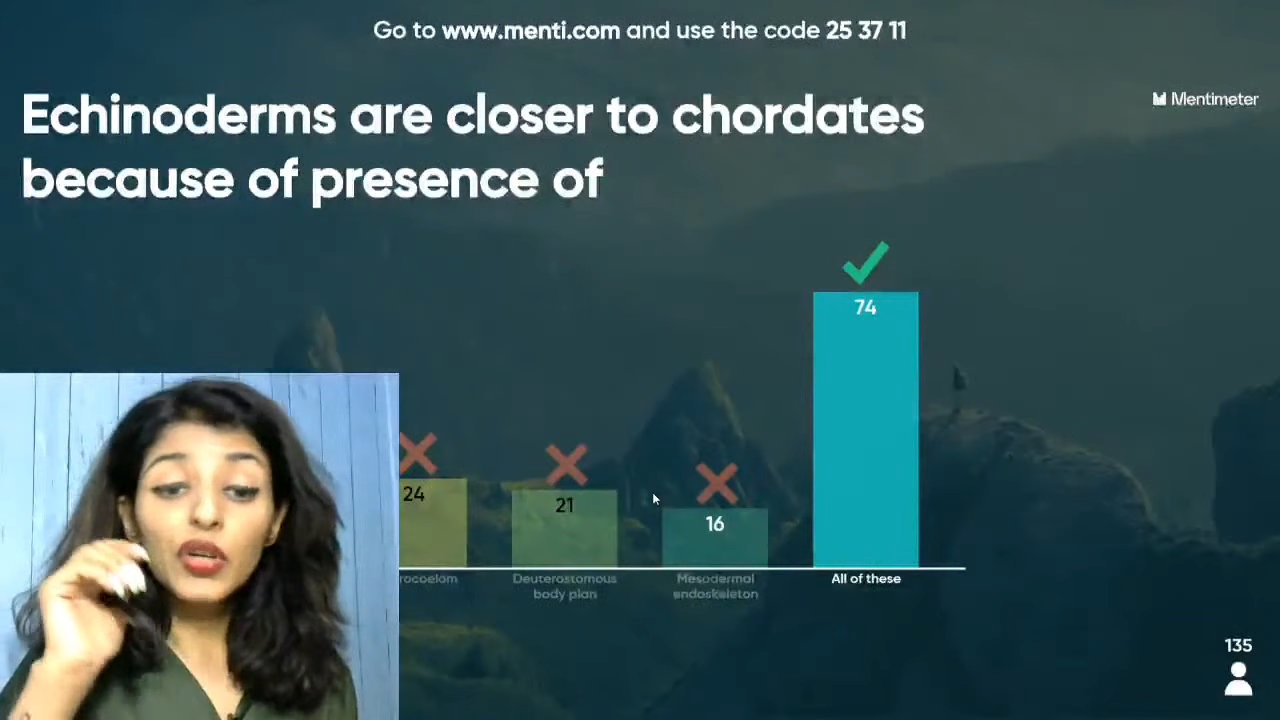 Go to www.menti.com and use the code 25 37 11
Echinoderms are closer to chordates
because of presence of
Mentimeter
74
24
21
16
rocoelom
Deuterostomous
body plan
Mesodermal
endoskeleton
All of these
135